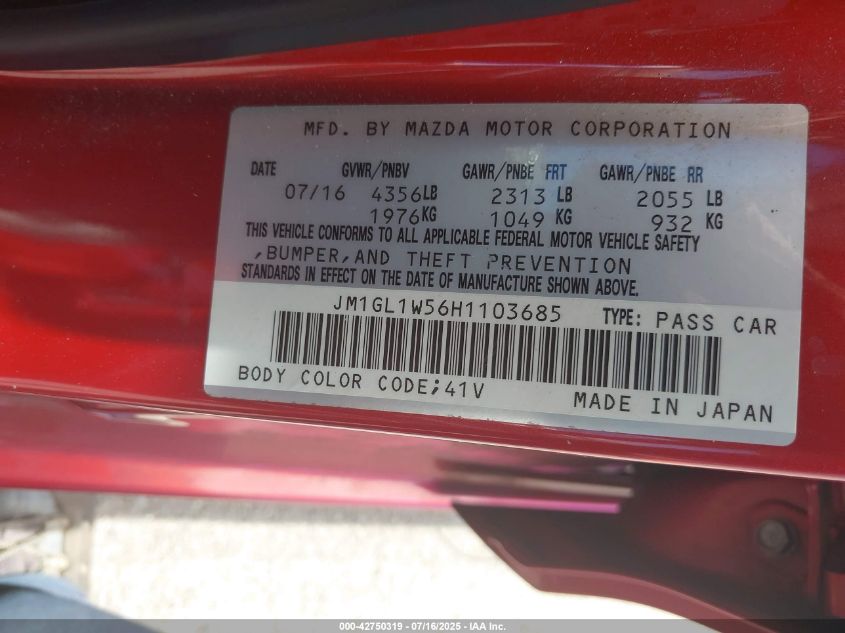 MFD. BY MAZDA MOTOR CORPORATION
DATE GVWR/PNBV GAWR/PNBE FRT GAWR/PNBE RR
07/16 4356LB 2313 LB 2055 LB
1976KG 1049 KG 932 KG
THIS VEHICLE CONFORMS TO ALL APPLICABLE FEDERAL MOTOR VEHICLE SAFETY
,BUMPER,AND THEFT PREVENTION
STANDARDS IN EFFECT ON THE DATE OF MANUFACTURE SHOWN ABOVE.
JM1GL1W56H1103685 TYPE: PASS CAR
BODY COLOR CODE;41V MADE IN JAPAN
000-42750319 - 07/16/2025 - IAA Inc.